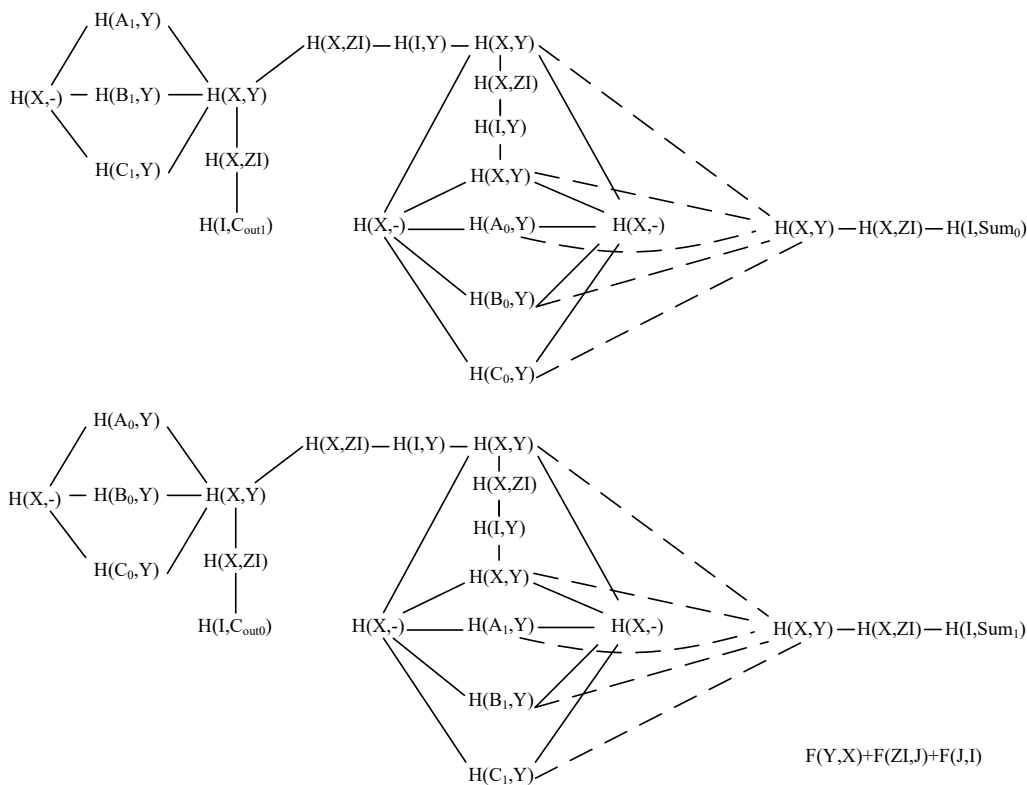 H(A₁,Y)
H(X,ZI) H(I,Y) H(X,Y)
H(X,ZI)
H(X,-) H(B₁,Y) H(X,Y)
H(I,Y)
H(C₁,Y) H(X,ZI)
H(X,Y)
H(I,Cₒᵤₜ₁) H(X,-) H(A₀,Y) H(X,-) H(X,Y) H(X,ZI) H(I,Sum₀)
H(B₀,Y)
H(C₀,Y)
H(A₀,Y)
H(X,ZI) H(I,Y) H(X,Y)
H(X,ZI)
H(X,-) H(B₀,Y) H(X,Y)
H(I,Y)
H(C₀,Y) H(X,ZI)
H(X,Y)
H(I,Cₒᵤₜ₀) H(X,-) H(A₁,Y) H(X,-) H(X,Y) H(X,ZI) H(I,Sum₁)
H(B₁,Y)
F(Y,X)+F(ZI,J)+F(J,I)
H(C₁,Y)